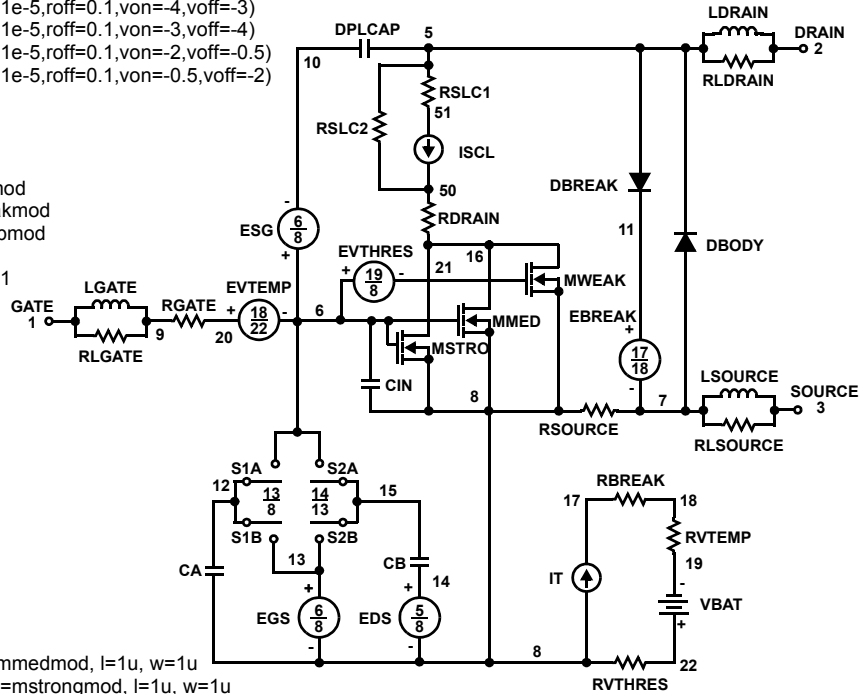 1e-5,roff=0.1,von=-4,voff=-3)
1e-5,roff=0.1,von=-3,voff=-4)
1e-5,roff=0.1,von=-2,voff=-0.5)
1e-5,roff=0.1,von=-0.5,voff=-2)
LDRAIN
DPLCAP 5
DRAIN
2
10
RLDRAIN
RSLC1
51
RSLC2
ISCL
50
DBREAK
RDRAIN
ESG 6 8 - +
11
DBODY
EVTHRES + 19 8 -
16
21
MWEAK
LGATE
EVTEMP
GATE
1
RGATE + 18 22 -
6
MMED
EBREAK + 17 18 -
9
20
RLGATE
MSTRO
LSOURCE
CIN
8
7
SOURCE
3
RSOURCE
RLSOURCE
S1A
S2A
12
13 8
14 13
15
S1B
S2B
RBREAK
17
18
RVTEMP
13
CA
CB
14
19
IT
VBAT - +
EGS + 6 8 -
EDS + 5 8 -
8
22
RVTHRES
mmedmod, l=1u, w=1u
=mstrongmod, l=1u, w=1u